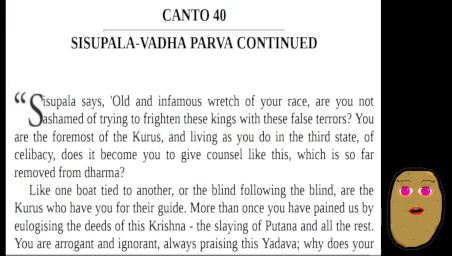 CANTO 40
SISUPALA-VADHA PARVA CONTINUED
“Sisupala says, 'Old and infamous wretch of your race, are you not
ashamed of trying to frighten these kings with these false terrors? You
are the foremost of the Kurus, and living as you do in the third state, of
celibacy, does it become you to give counsel like this, which is so far
removed from dharma?
Like one boat tied to another, or the blind following the blind, are the
Kurus who have you for their guide. More than once you have pained us by
eulogising the deeds of this Krishna - the slaying of Putana and all the rest.
You are arrogant and ignorant, always praising this Yadava; why does your